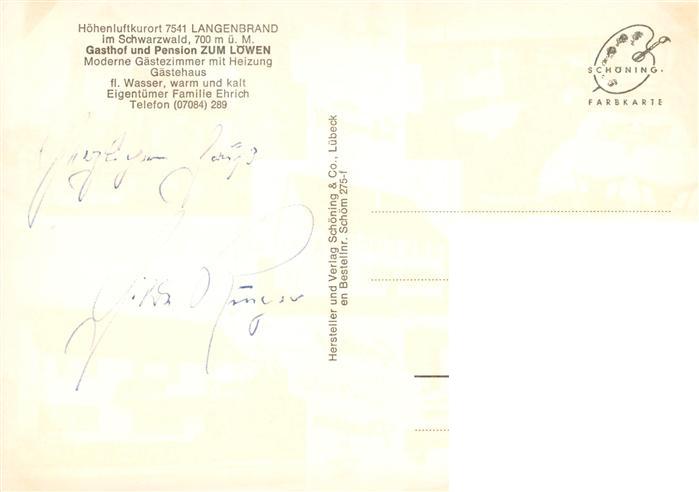 Höhenluftkurort 7541 LANGENBRAND
im Schwarzwald, 700 m ü. M.
Gasthof und Pension ZUM LÖWEN
Moderne Gästezimmer mit Heizung
Gästehaus
fl. Wasser, warm und kalt
Eigentümer Familie Ehrich
Telefon (07084) 289
SCHÖNING.
FARBKARTE
Hersteller und Verlag Schöning & Co., Lübeck
en Bestellnr. Schöm 275-f